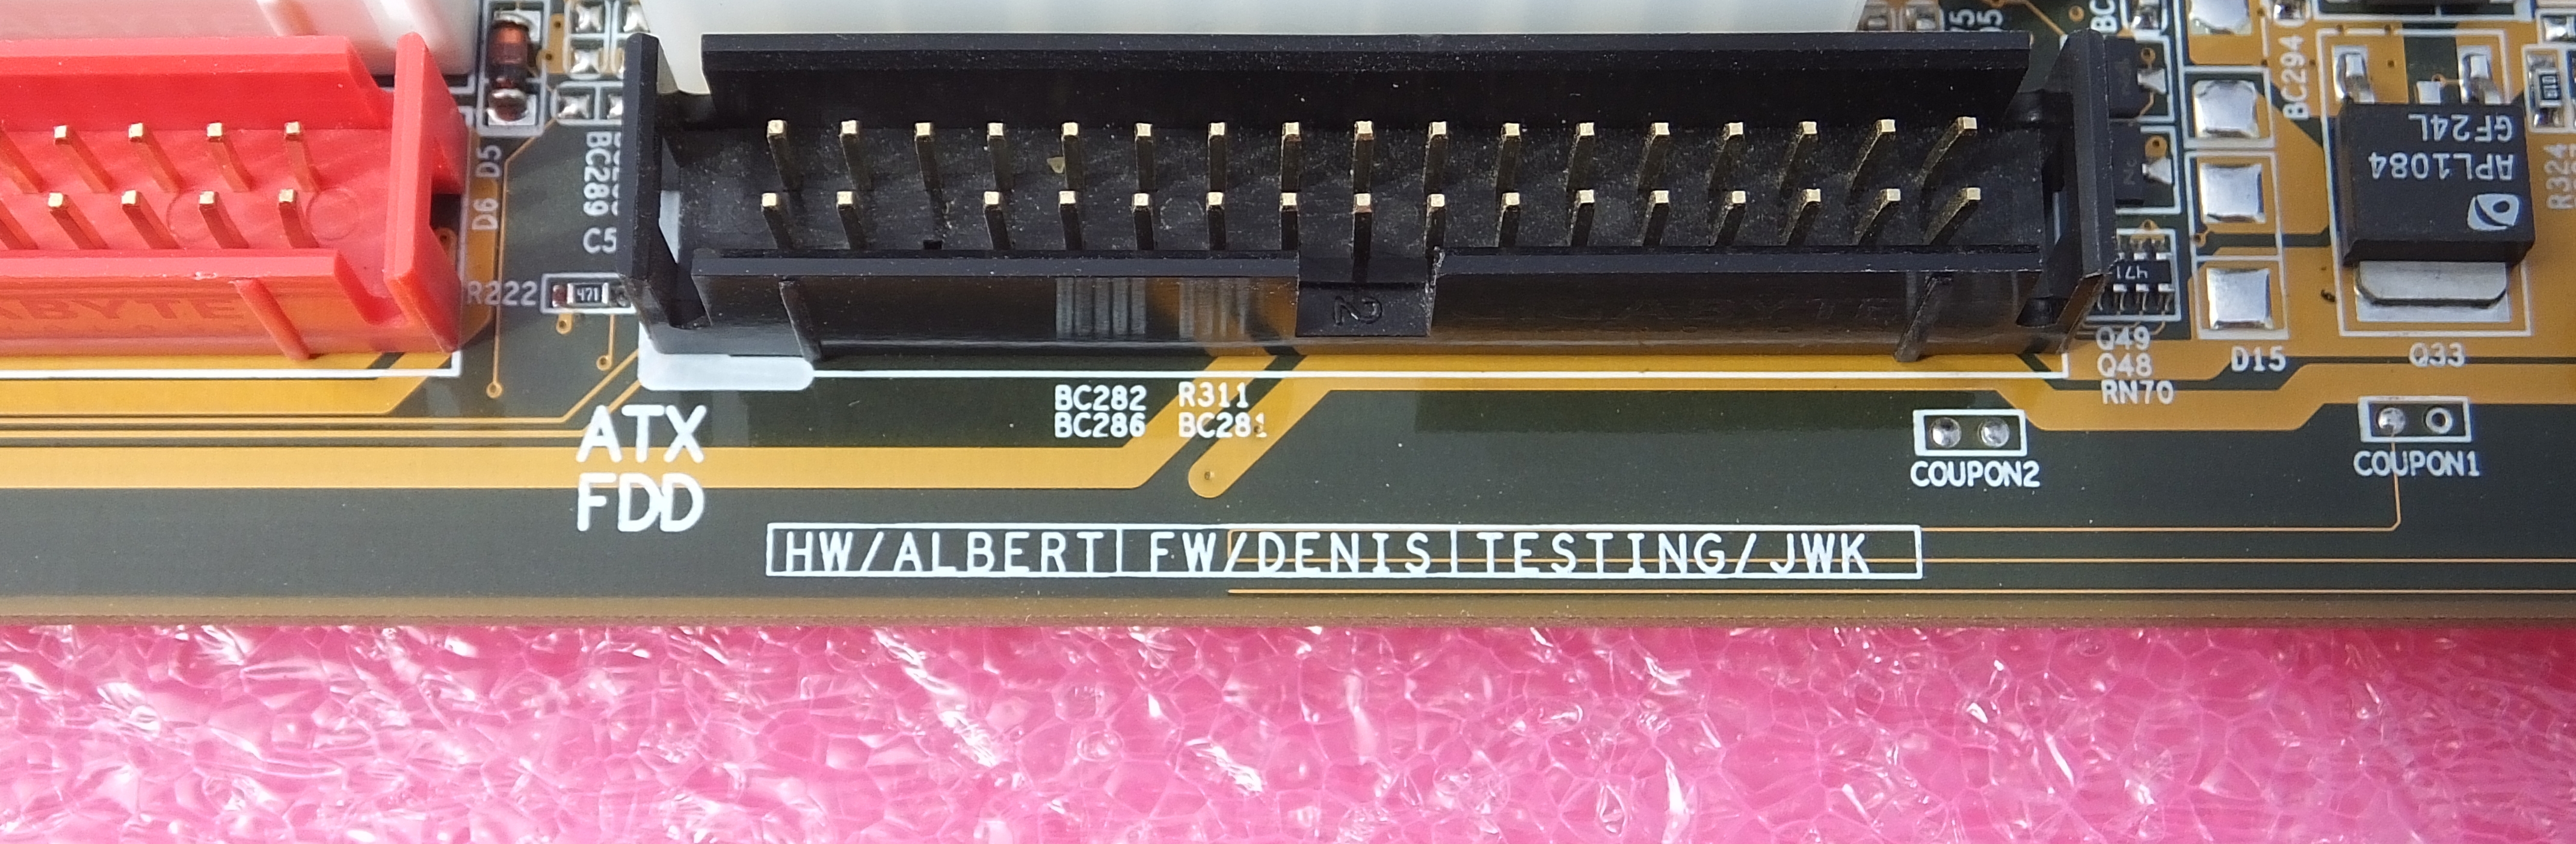 BC294
GF24L
APL1084
R324
D5
D6
BC289
C5
R222
471
471
2
Q49
Q48
RN70
D15
Q33
BC282
BC286
R311
BC281
ATX
FDD
COUPON2
COUPON1
HW/ALBERT FW/DENIS TESTING/JWK